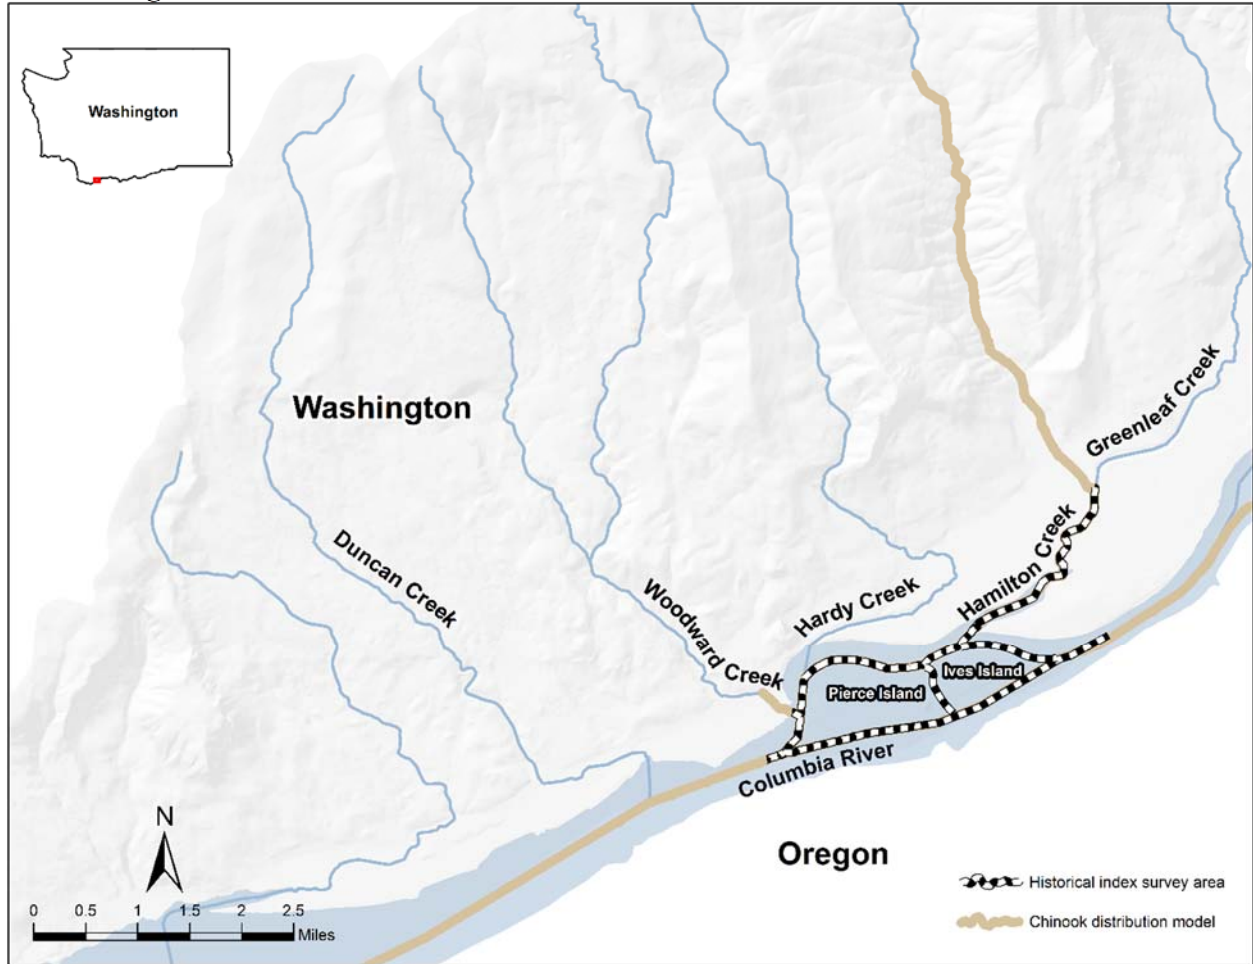 Washington
Washington
Greenleaf Creek
Duncan Creek
Woodward Creek
Hardy Creek
Hamilton Creek
Ives Island
Pierce Island
Columbia River
Oregon
N
0 0.5 1 1.5 2 2.5
Miles
Historical index survey area
Chinook distribution model